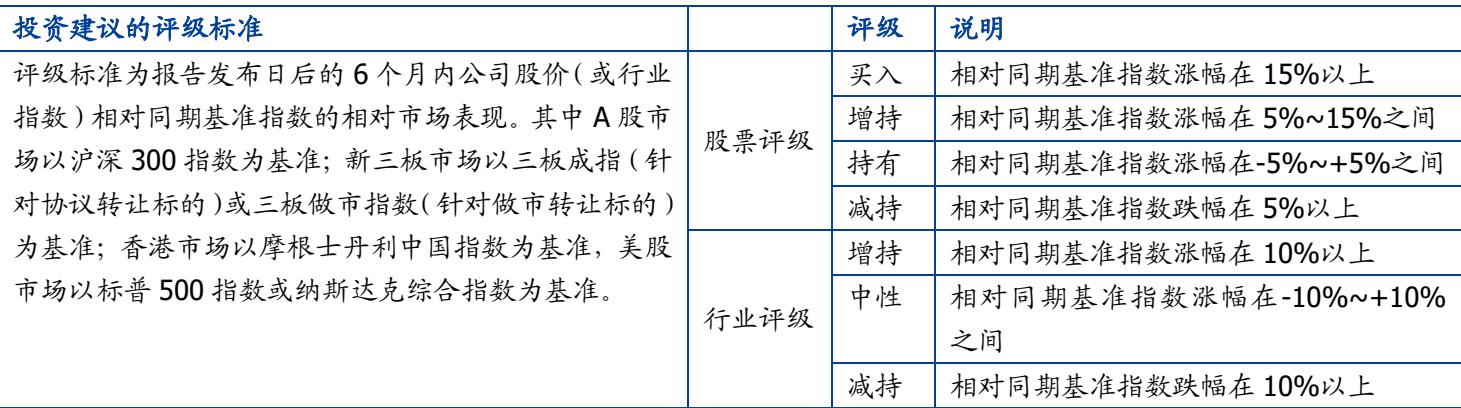 投资建议的评级标准
评级
说明
评级标准为报告发布日后的 6 个月内公司股价(或行业
指数)相对同期基准指数的相对市场表现。其中 A 股市
场以沪深 300 指数为基准;新三板市场以三板成指(针
对协议转让标的)或三板做市指数(针对做市转让标的)
为基准;香港市场以摩根士丹利中国指数为基准,美股
市场以标普 500 指数或纳斯达克综合指数为基准。
股票评级
买入
相对同期基准指数涨幅在 15%以上
增持
相对同期基准指数涨幅在 5%~15%之间
持有
相对同期基准指数涨幅在-5%~+5%之间
减持
相对同期基准指数跌幅在 5%以上
行业评级
增持
相对同期基准指数涨幅在 10%以上
中性
相对同期基准指数涨幅在-10%~+10%
之间
减持
相对同期基准指数跌幅在 10%以上